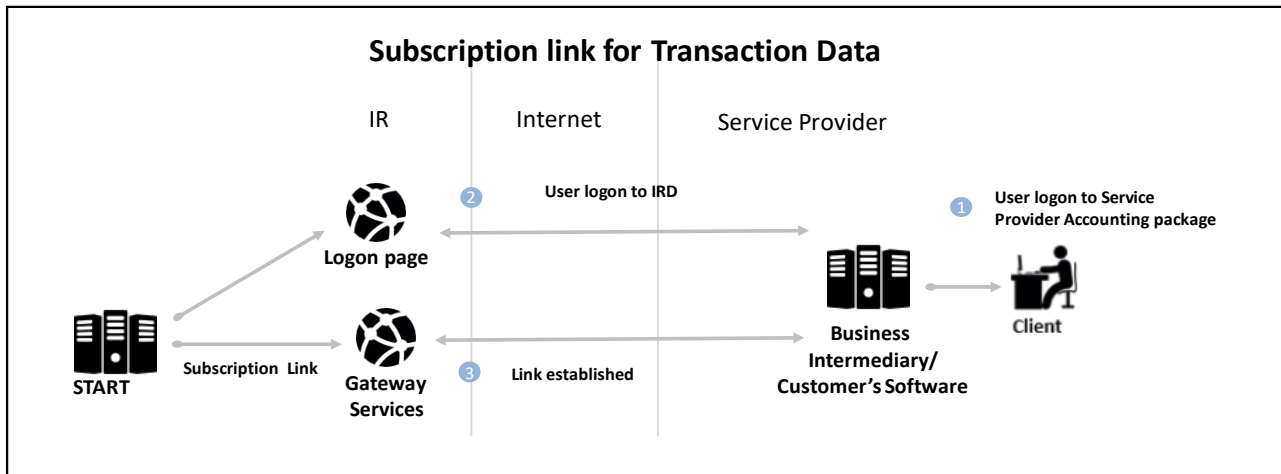 Subscription link for Transaction Data
IR
Internet
Service Provider
2
User logon to IRD
1
User logon to Service
Provider Accounting package
Logon page
Client
START
Subscription Link
Gateway
Services
3
Link established
Business
Intermediary/
Customer's Software